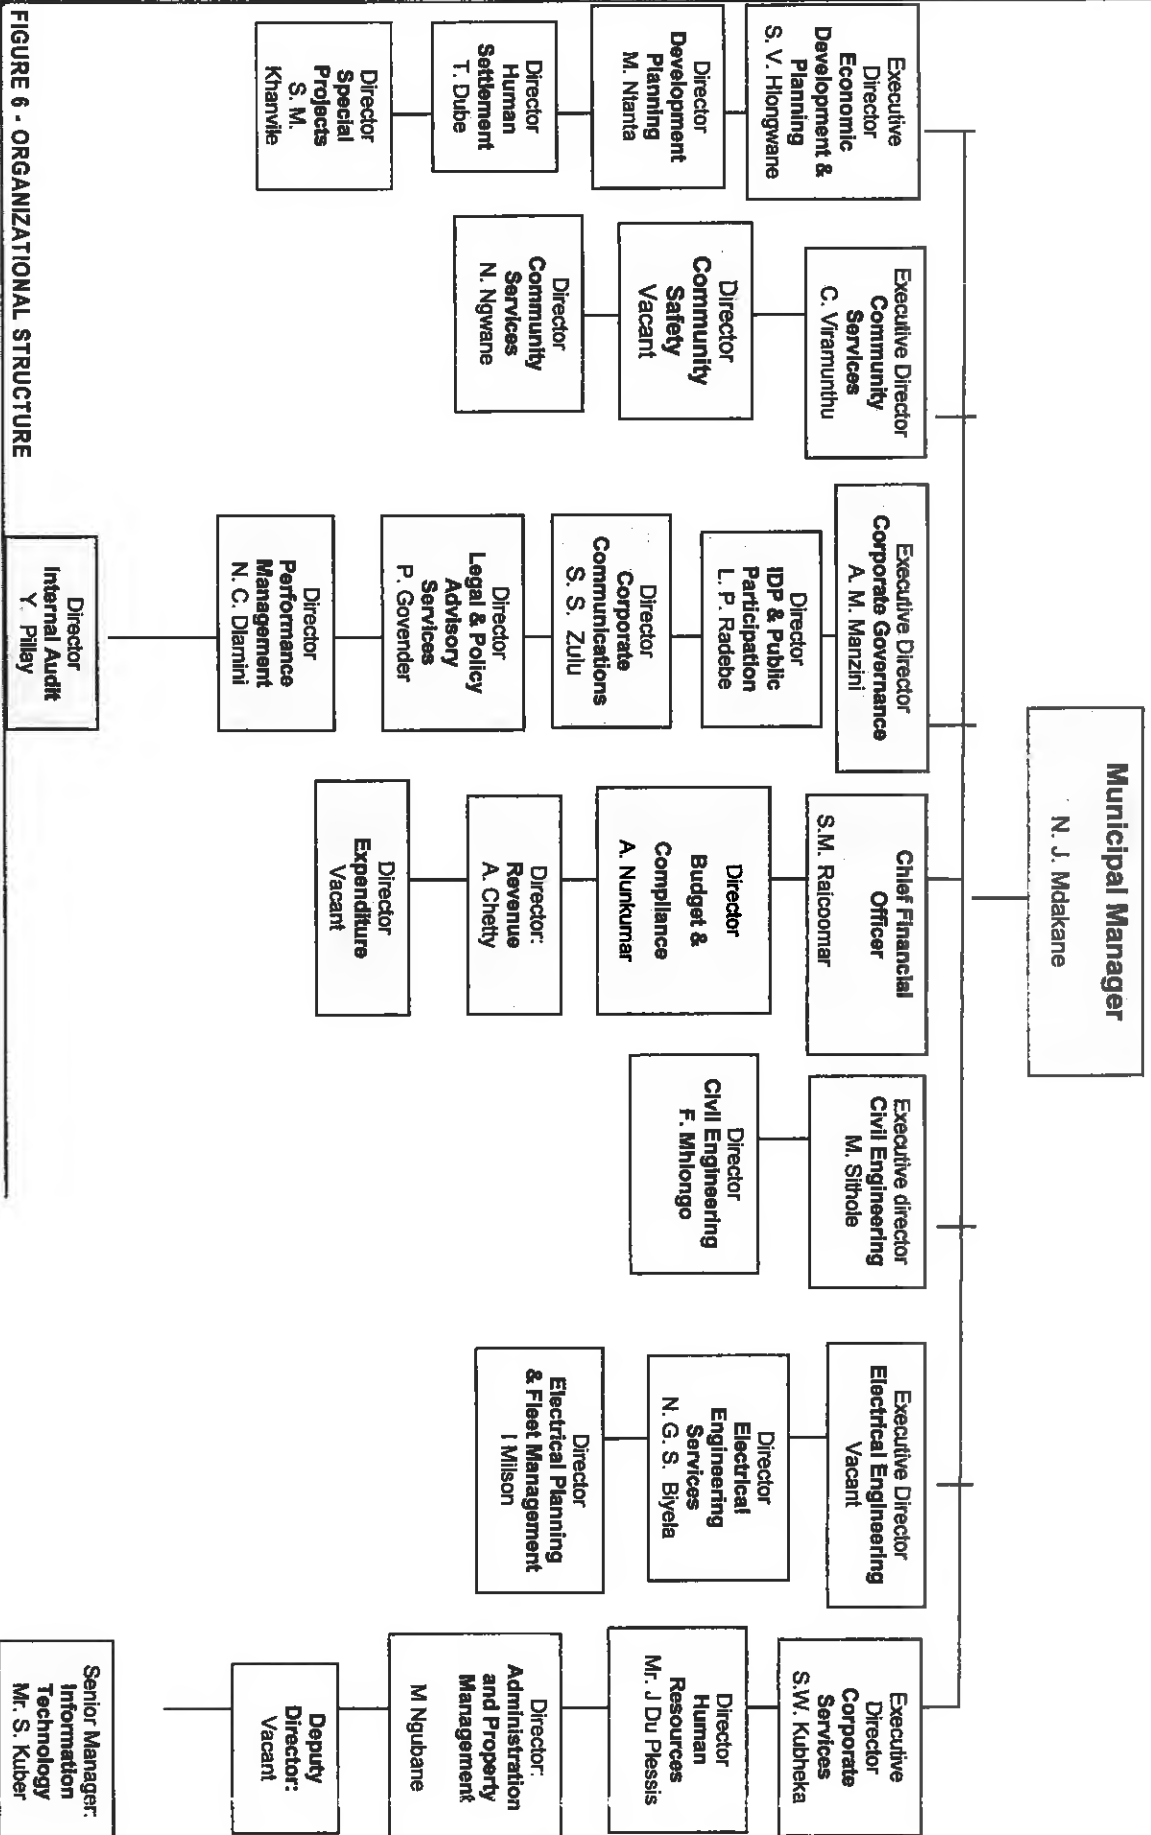 Municipal Manager
N. J. Mdakane
Executive
Director
Economic
Development &
Planning
S. V. Hlongwane
Director
Development
Planning
M. Ntanta
Director
Human
Settlement
T. Dube
Director
Special
Projects
S. M.
Khanvile
Executive Director
Community
Services
C. Viramunthu
Director
Community
Safety
Vacant
Director
Community
Services
N. Ngwane
Executive Director
Corporate Governance
A. M. Manzini
Director
IDP & Public
Participation
L. P. Radebe
Director
Corporate
Communications
S. S. Zulu
Director
Legal & Policy
Advisory
Services
P. Govender
Director
Performance
Management
N. C. Dlamini
Director
Internal Audit
Y. Pillay
Chief Financial
Officer
S.M. Raicoomar
Director
Budget &
Compliance
A. Nunkumar
Director:
Revenue
A. Chetty
Director
Expenditure
Vacant
Executive director
Civil Engineering
M. Sithole
Director
Civil Engineering
F. Mhlongo
Executive Director
Electrical Engineering
Vacant
Director
Electrical
Engineering
Services
N. G. S. Biyela
Director
Electrical Planning
& Fleet Management
I Milson
Executive
Director
Corporate
Services
S.W. Kubheka
Director
Human
Resources
Mr. J Du Plessis
Director:
Administration
and Property
Management
M Ngubane
Deputy
Director:
Vacant
Senior Manager:
Information
Technology
Mr. S. Kuber
FIGURE 6 - ORGANIZATIONAL STRUCTURE